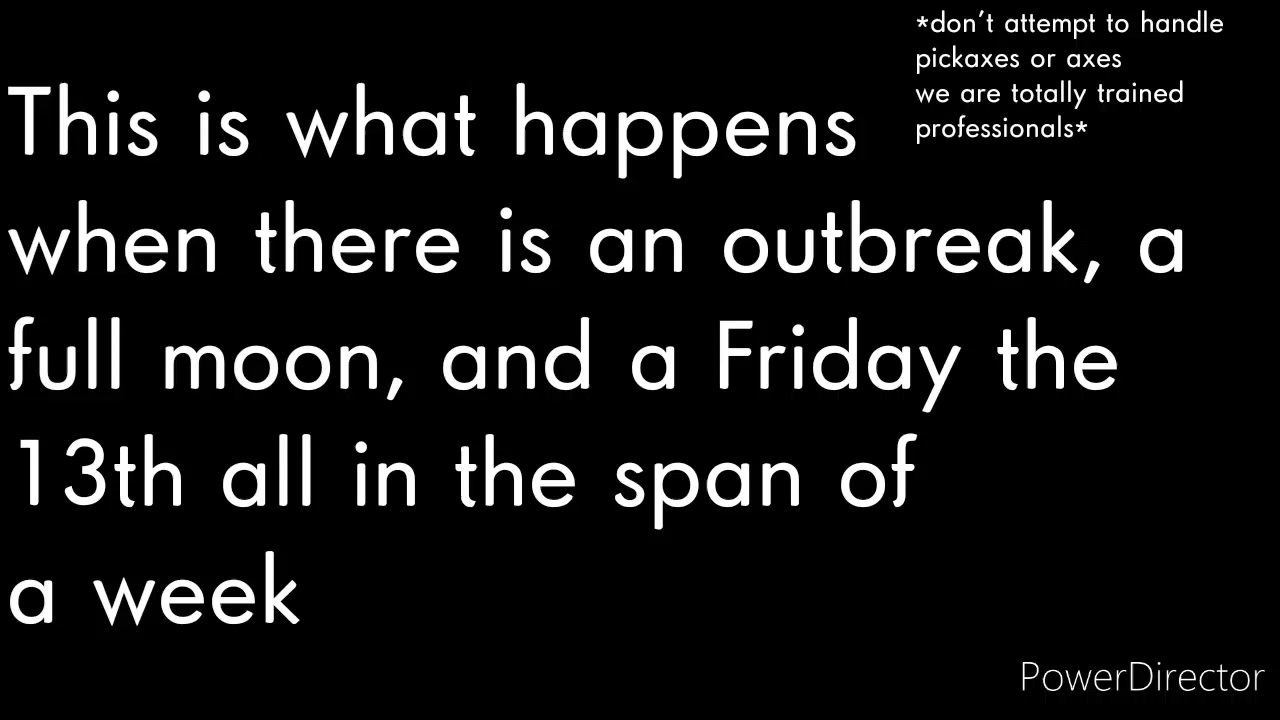 *don't attempt to handle
pickaxes or axes
we are totally trained
professionals*
This is what happens
when there is an outbreak, a
full moon, and a Friday the
13th all in the span of
a week
PowerDirector